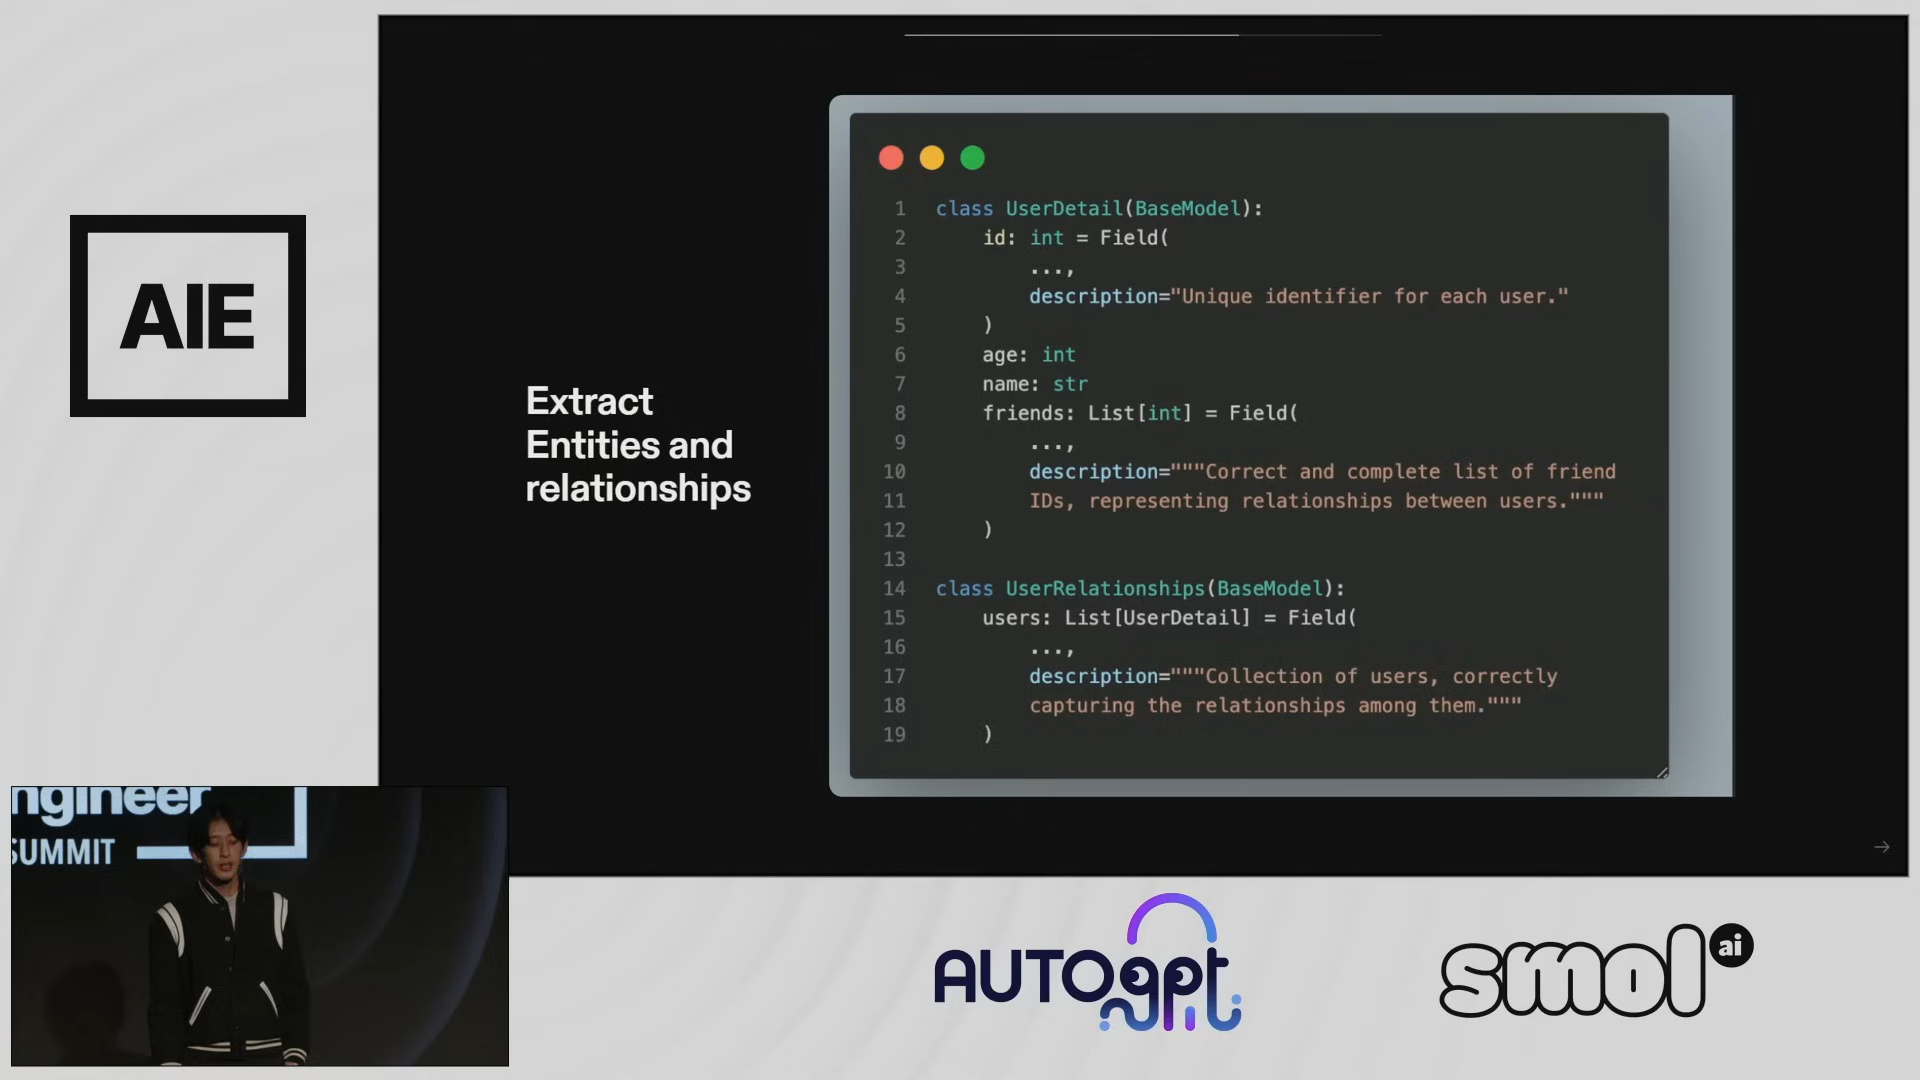 AIE
Extract
Entities and
relationships
1 class UserDetail(BaseModel):
2 id: int = Field(
3 ...,
4 description="Unique identifier for each user."
5 )
6 age: int
7 name: str
8 friends: List[int] = Field(
9 ...,
10 description="""Correct and complete list of friend
11 IDs, representing relationships between users."""
12 )
13
14 class UserRelationships(BaseModel):
15 users: List[UserDetail] = Field(
16 ...,
17 description="""Collection of users, correctly
18 capturing the relationships among them."""
19 )
→
ngineer
SUMMIT
AUTOgpt
smol ai